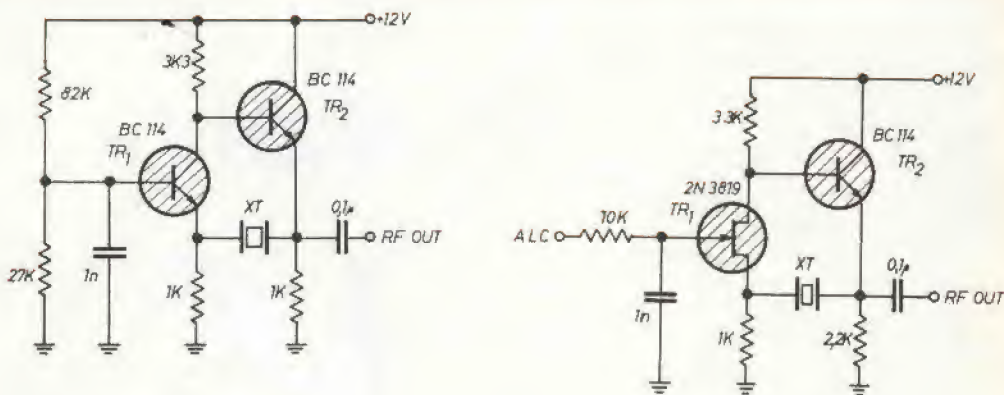 +12V
3K3
BC 114
TR2
82K
BC 114
TR1
XT
0,1µ
RF OUT
27K
1n
1K
1K
+12V
3.3K
BC 114
TR2
2N 3819
TR1
10K
ALC
XT
0,1µ
RF OUT
1n
1K
2,2K